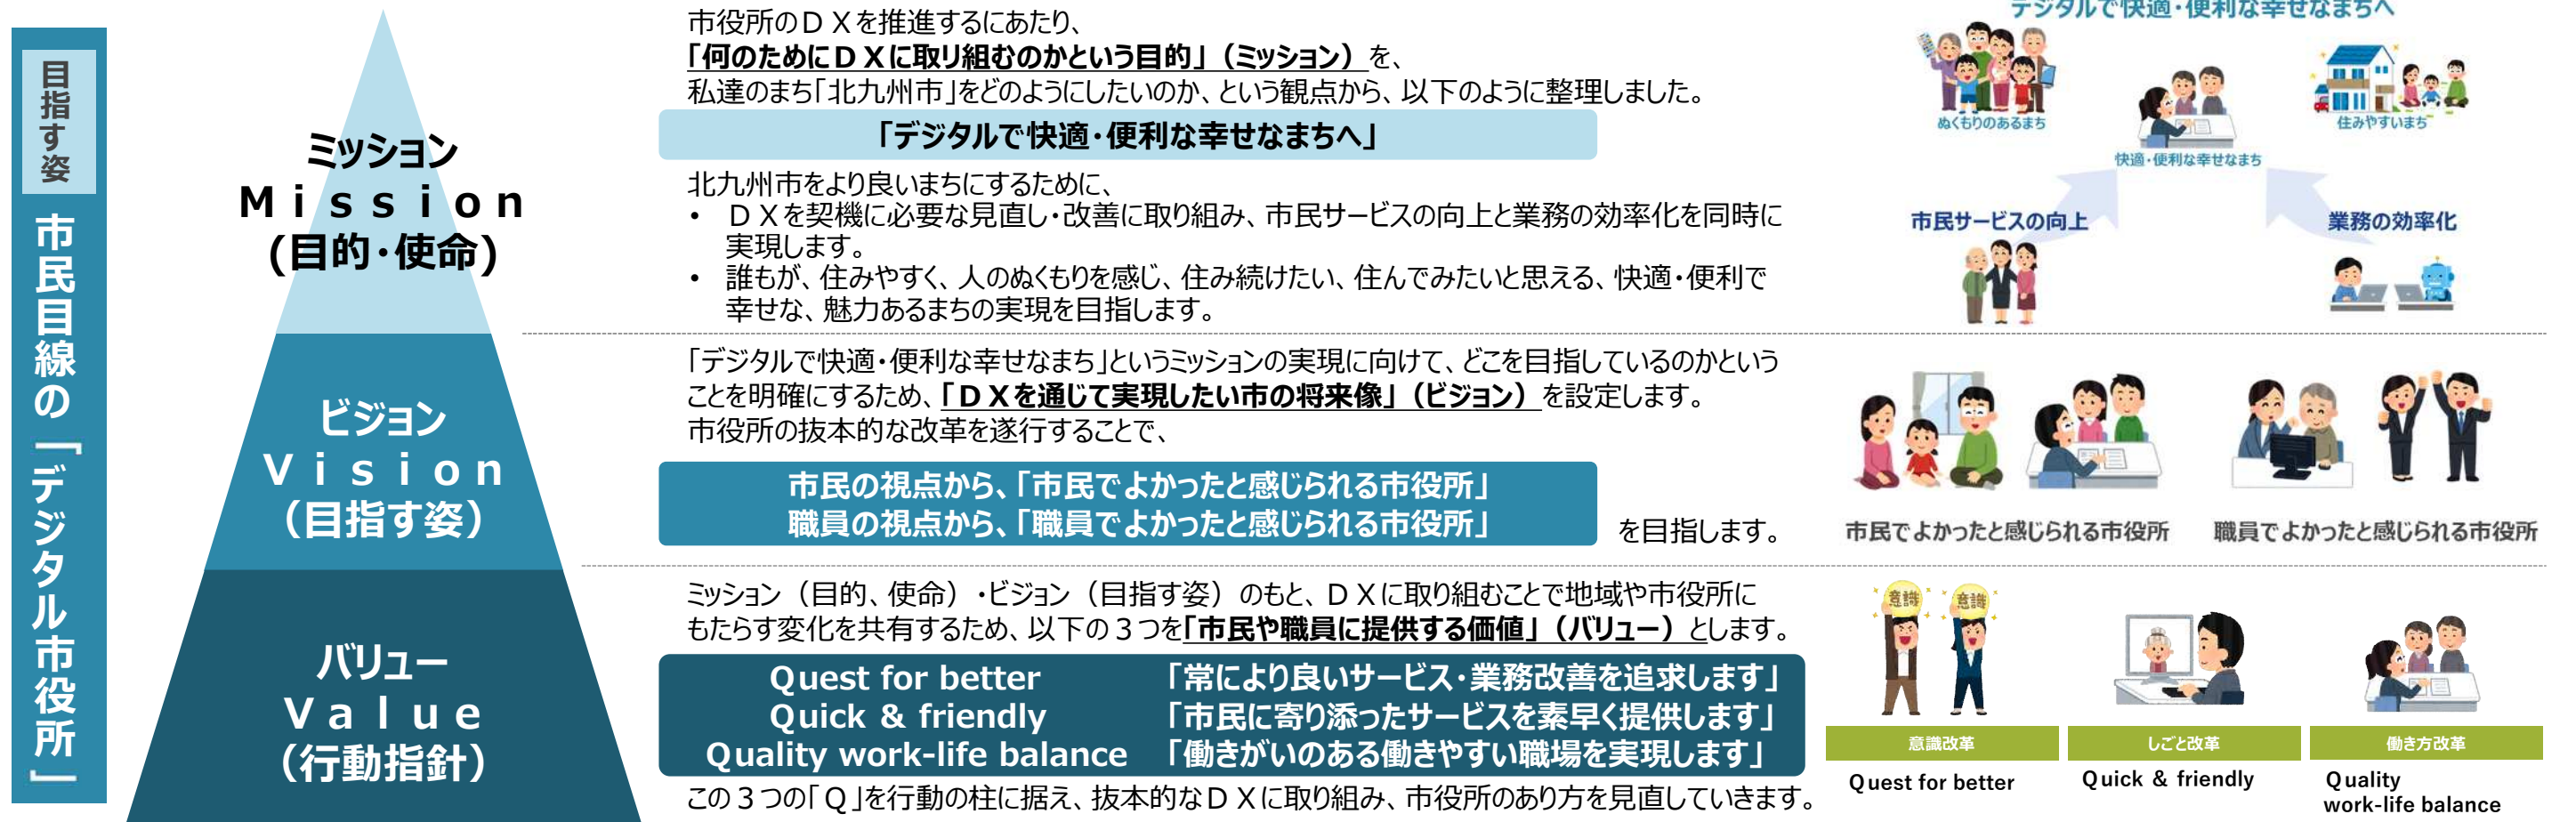 目指す姿
市民目線の「デジタル市役所」
ミッション
Mission
(目的・使命)
市役所のＤＸを推進するにあたり、
「何のためにＤＸに取り組むのかという目的」（ミッション）を、
私達のまち「北九州市」をどのようにしたいのか、という観点から、以下のように整理しました。
「デジタルで快適・便利な幸せなまちへ」
北九州市をより良いまちにするために、
• ＤＸを契機に必要な見直し・改善に取り組み、市民サービスの向上と業務の効率化を同時に
実現します。
• 誰もが、住みやすく、人のぬくもりを感じ、住み続けたい、住んでみたいと思える、快適・便利で
幸せな、魅力あるまちの実現を目指します。
デジタルで快適・便利な幸せなまちへ
ぬくもりのあるまち
住みやすいまち
快適・便利な幸せなまち
市民サービスの向上
業務の効率化
ビジョン
Vision
（目指す姿）
「デジタルで快適・便利な幸せなまち」というミッションの実現に向けて、どこを目指しているのかという
ことを明確にするため、「ＤＸを通じて実現したい市の将来像」（ビジョン）を設定します。
市役所の抜本的な改革を遂行することで、
市民の視点から、「市民でよかったと感じられる市役所」
職員の視点から、「職員でよかったと感じられる市役所」
を目指します。
市民でよかったと感じられる市役所
職員でよかったと感じられる市役所
バリュー
Value
（行動指針）
ミッション（目的、使命）・ビジョン（目指す姿）のもと、ＤＸに取り組むことで地域や市役所に
もたらす変化を共有するため、以下の３つを「市民や職員に提供する価値」（バリュー）とします。
Quest for better 「常により良いサービス・業務改善を追求します」
Quick & friendly 「市民に寄り添ったサービスを素早く提供します」
Quality work-life balance 「働きがいのある働きやすい職場を実現します」
この３つの「Ｑ」を行動の柱に据え、抜本的なＤＸに取り組み、市役所のあり方を見直していきます。
意識
意識
意識改革
しごと改革
働き方改革
Quest for better
Quick & friendly
Quality
work-life balance